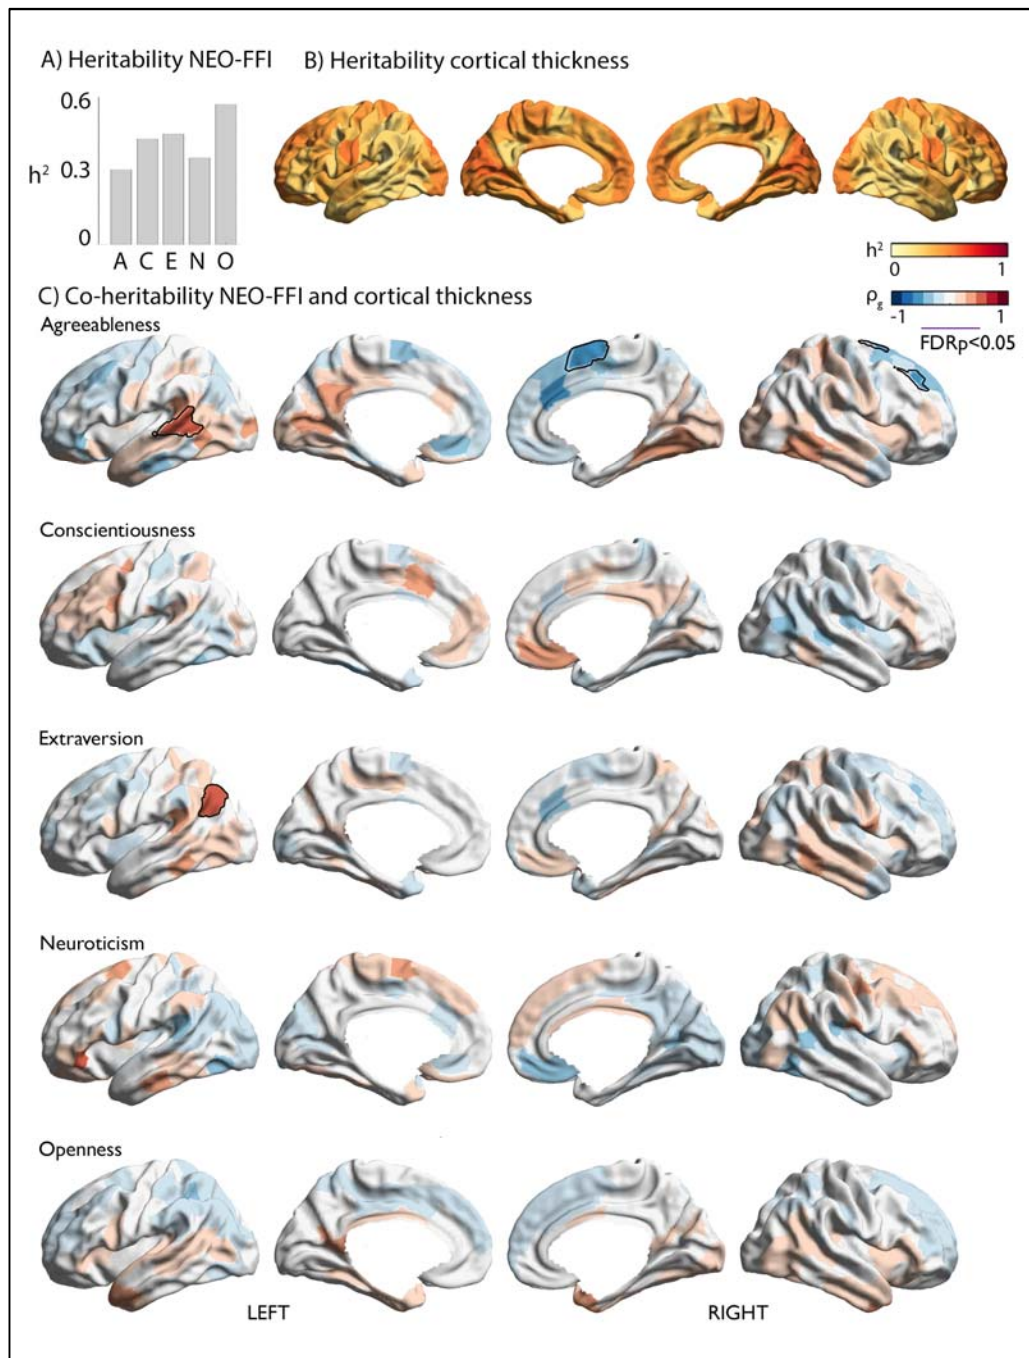 A) Heritability NEO-FFI
B) Heritability cortical thickness
0.6
h² 0.3
0
A C E N O
h²
0 1
C) Co-heritability NEO-FFI and cortical thickness
ρg
-1 1
FDRp<0.05
Agreeableness
Conscientiousness
Extraversion
Neuroticism
Openness
LEFT RIGHT